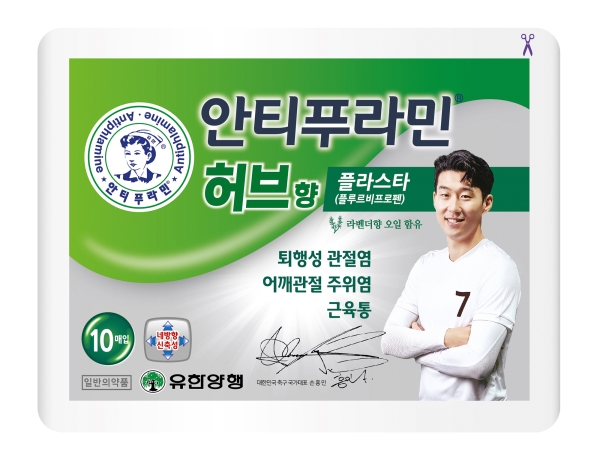 안티푸라민®
Antiphlamine · Antiphlamine
★ 안티푸라민 ★
허브향
플라스타
(플루르비프로펜)
라벤더향 오일 함유
퇴행성 관절염
어깨관절 주위염
근육통
7
10매입
네방향
신축성
일반의약품
유한양행
대한민국 축구 국가대표 손흥민